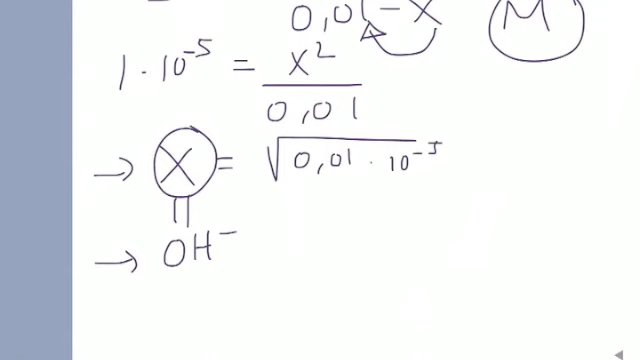 0,01 - X M
1 · 10⁻⁵ = X²
0,01
→ X = √0,01 · 10⁻⁵
→ OH⁻